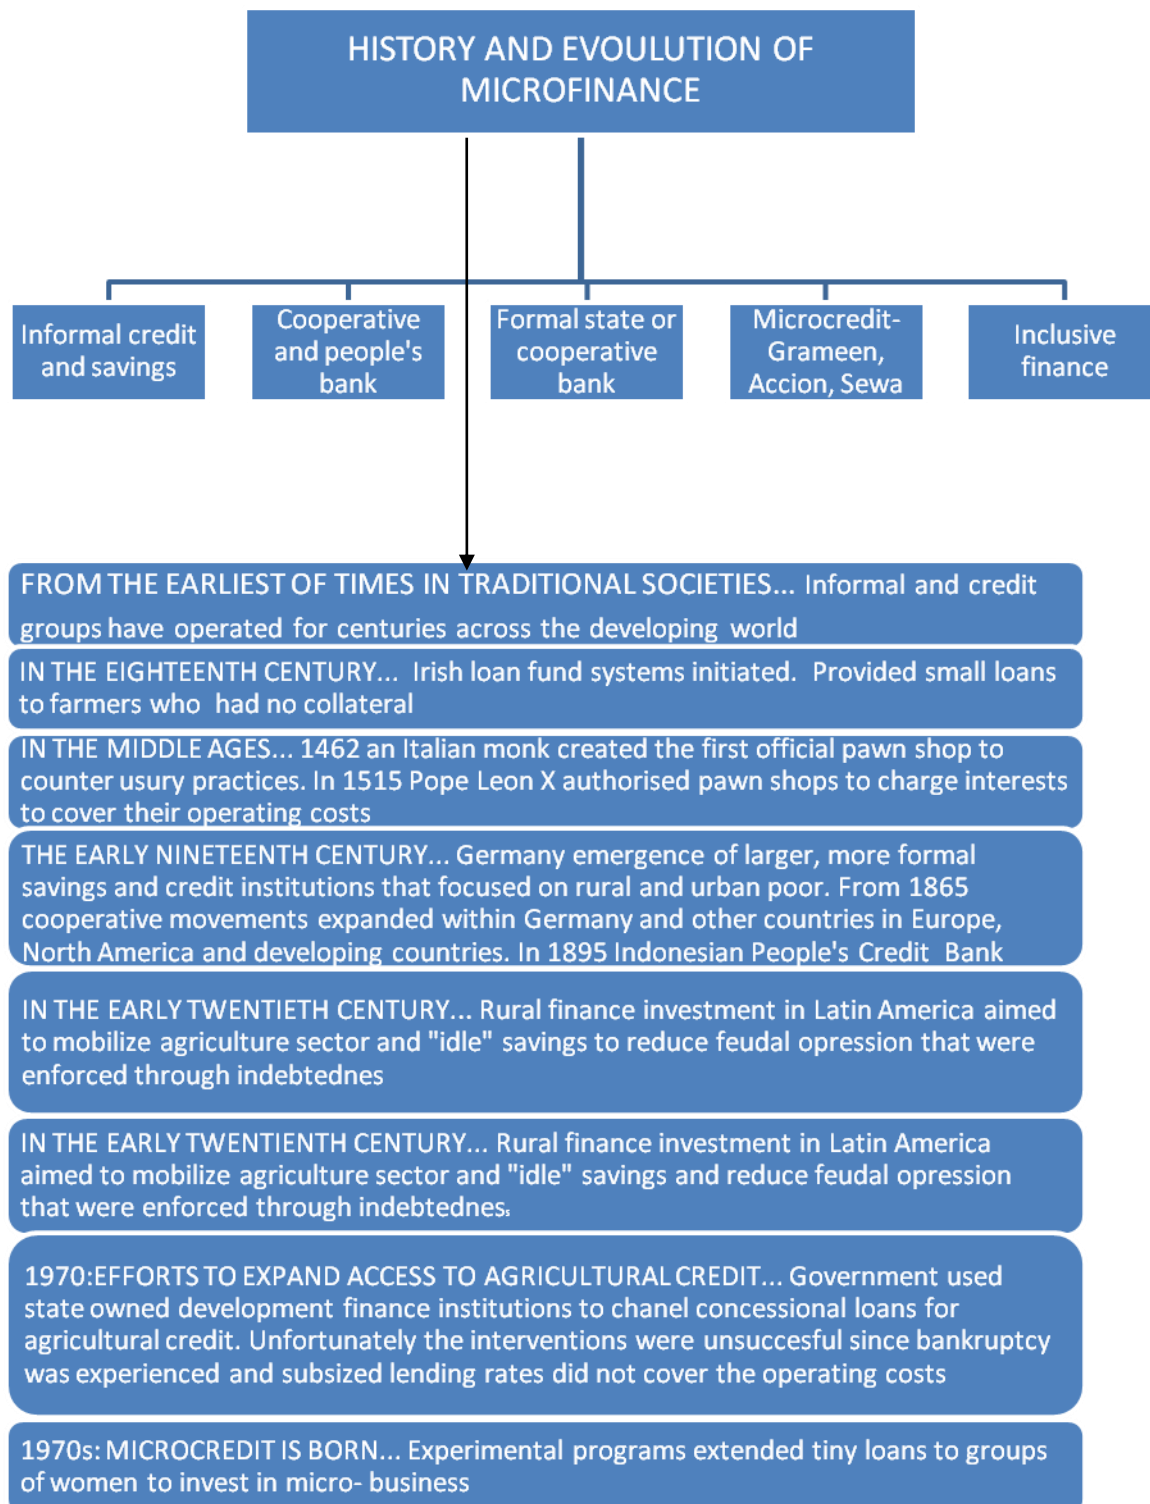 HISTORY AND EVOULUTION OF
MICROFINANCE
Informal credit
and savings
Cooperative
and people's
bank
Formal state or
cooperative
bank
Microcredit-
Grameen,
Accion, Sewa
Inclusive
finance
FROM THE EARLIEST OF TIMES IN TRADITIONAL SOCIETIES... Informal and credit
groups have operated for centuries across the developing world
IN THE EIGHTEENTH CENTURY... Irish loan fund systems initiated. Provided small loans
to farmers who had no collateral
IN THE MIDDLE AGES... 1462 an Italian monk created the first official pawn shop to
counter usury practices. In 1515 Pope Leon X authorised pawn shops to charge interests
to cover their operating costs
THE EARLY NINETEENTH CENTURY... Germany emergence of larger, more formal
savings and credit institutions that focused on rural and urban poor. From 1865
cooperative movements expanded within Germany and other countries in Europe,
North America and developing countries. In 1895 Indonesian People's Credit Bank
IN THE EARLY TWENTIETH CENTURY... Rural finance investment in Latin America aimed
to mobilize agriculture sector and "idle" savings to reduce feudal opression that were
enforced through indebtednes
IN THE EARLY TWENTIENTH CENTURY... Rural finance investment in Latin America
aimed to mobilize agriculture sector and "idle" savings and reduce feudal opression
that were enforced through indebtednes.s
1970:EFFORTS TO EXPAND ACCESS TO AGRICULTURAL CREDIT... Government used
state owned development finance institutions to chanel concessional loans for
agricultural credit. Unfortunately the interventions were unsuccesful since bankruptcy
was experienced and subsized lending rates did not cover the operating costs
1970s: MICROCREDIT IS BORN... Experimental programs extended tiny loans to groups
of women to invest in micro- business